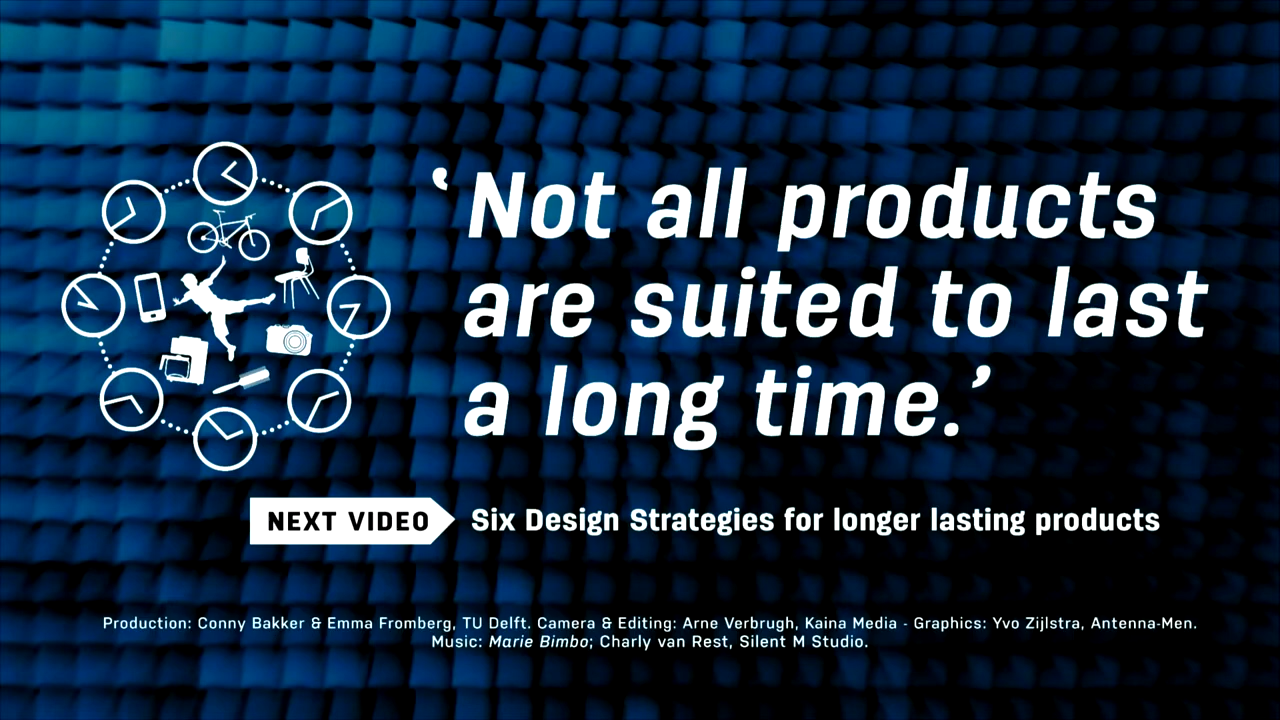 ‘Not all products
are suited to last
a long time.’
NEXT VIDEO Six Design Strategies for longer lasting products
Production: Conny Bakker & Emma Fromberg, TU Delft. Camera & Editing: Arne Verbrugh, Kaina Media - Graphics: Yvo Zijlstra, Antenna-Men.
Music: Marie Bimbo; Charly van Rest, Silent M Studio.